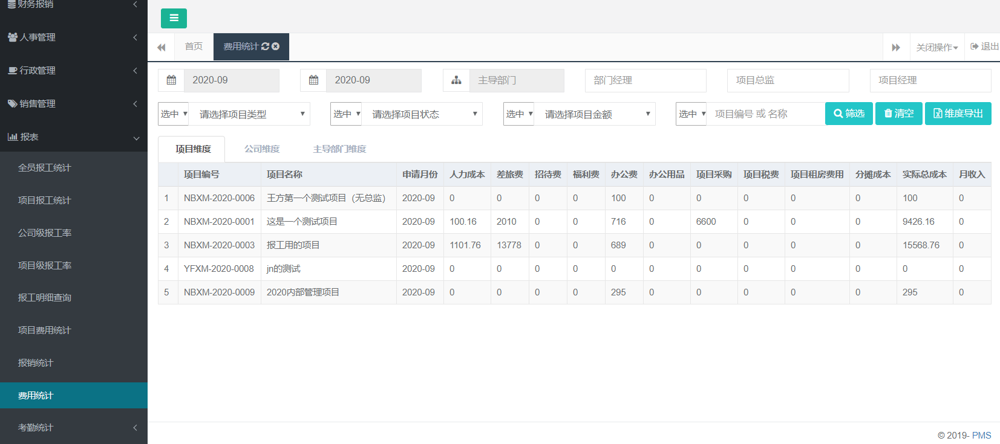 财务报销
人事管理
行政管理
销售管理
报表
全员报工统计
项目报工统计
公司级报工率
项目级报工率
报工明细查询
项目费用统计
报销统计
费用统计
考勤统计
首页 费用统计 关闭操作 退出
2020-09 2020-09 主导部门 部门经理 项目总监 项目经理
选中 请选择项目类型 选中 请选择项目状态 选中 请选择项目金额 选中 项目编号 或 名称 筛选 清空 维度导出
项目维度 公司维度 主导部门维度
项目编号 项目名称 申请月份 人力成本 差旅费 招待费 福利费 办公费 办公用品 项目采购 项目税费 项目租房费用 分摊成本 实际总成本 月收入
1 NBXM-2020-0006 王方第一个测试项目（无总监） 2020-09 0 0 0 0 100 0 0 0 0 0 100 0
2 NBXM-2020-0001 这是一个测试项目 2020-09 100.16 2010 0 0 716 0 6600 0 0 0 9426.16 0
3 NBXM-2020-0003 报工用的项目 2020-09 1101.76 13778 0 0 689 0 0 0 0 0 15568.76 0
4 YFXM-2020-0008 jn的测试 2020-09 0 0 0 0 0 0 0 0 0 0 0 0
5 NBXM-2020-0009 2020内部管理项目 2020-09 0 0 0 0 295 0 0 0 0 0 295 0
© 2019- PMS